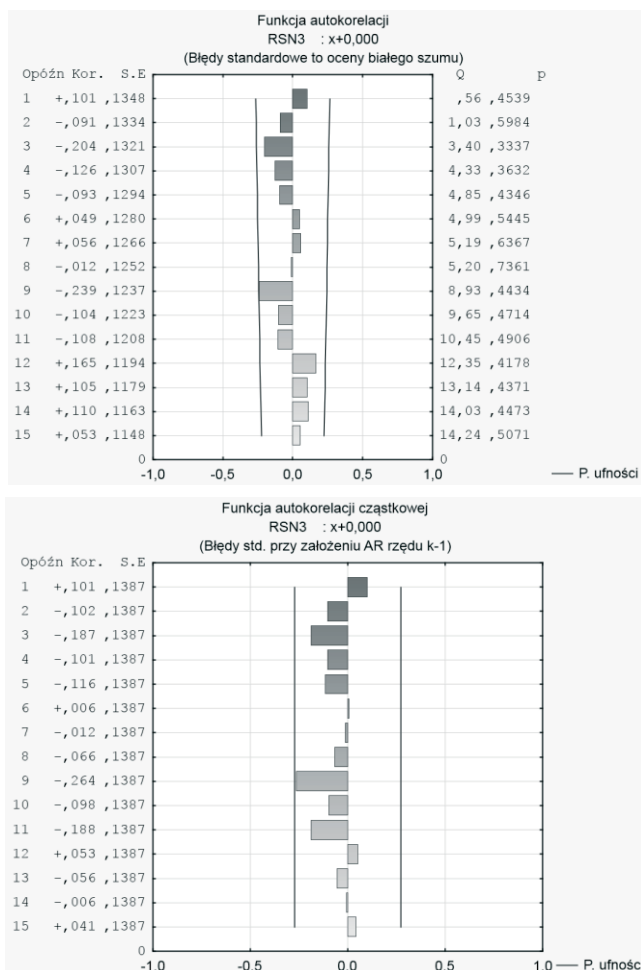 Funkcja autokorelacji
RSN3 : x+0,000
(Błędy standardowe to oceny białego szumu)
Opóźn Kor. S.E Q p
1 +,101 ,1348 ,56 ,4539
2 -,091 ,1334 1,03 ,5984
3 -,204 ,1321 3,40 ,3337
4 -,126 ,1307 4,33 ,3632
5 -,093 ,1294 4,85 ,4346
6 +,049 ,1280 4,99 ,5445
7 +,056 ,1266 5,19 ,6367
8 -,012 ,1252 5,20 ,7361
9 -,239 ,1237 8,93 ,4434
10 -,104 ,1223 9,65 ,4714
11 -,108 ,1208 10,45 ,4906
12 +,165 ,1194 12,35 ,4178
13 +,105 ,1179 13,14 ,4371
14 +,110 ,1163 14,03 ,4473
15 +,053 ,1148 14,24 ,5071
0 0
-1,0 -0,5 0,0 0,5 1,0 P. ufności
Funkcja autokorelacji cząstkowej
RSN3 : x+0,000
(Błędy std. przy założeniu AR rzędu k-1)
Opóźn Kor. S.E
1 +,101 ,1387
2 -,102 ,1387
3 -,187 ,1387
4 -,101 ,1387
5 -,116 ,1387
6 +,006 ,1387
7 -,012 ,1387
8 -,066 ,1387
9 -,264 ,1387
10 -,098 ,1387
11 -,188 ,1387
12 +,053 ,1387
13 -,056 ,1387
14 -,006 ,1387
15 +,041 ,1387
0
-1,0 -0,5 0,0 0,5 1,0 P. ufności